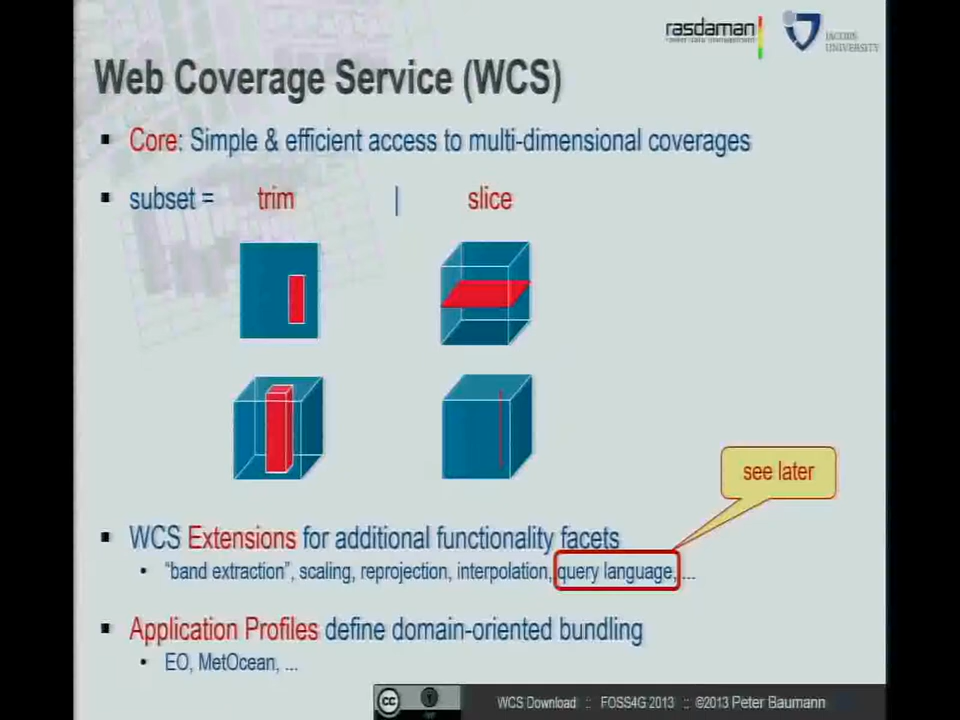 rasdaman
JACOBS
UNIVERSITY
Web Coverage Service (WCS)
Core: Simple & efficient access to multi-dimensional coverages
subset = trim | slice
see later
WCS Extensions for additional functionality facets
"band extraction", scaling, reprojection, interpolation, query language, ...
Application Profiles define domain-oriented bundling
EO, MetOcean, ...
cc
WCS Download :: FOSS4G 2013 :: ©2013 Peter Baumann